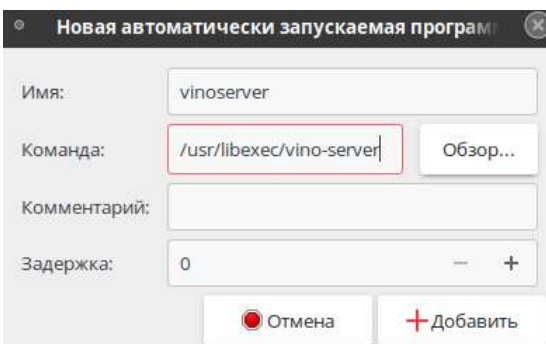 Новая автоматически запускаемая програм
Имя: vinoserver
Команда: /usr/libexec/vino-server Обзор...
Комментарий:
Задержка: 0 − +
Отмена Добавить